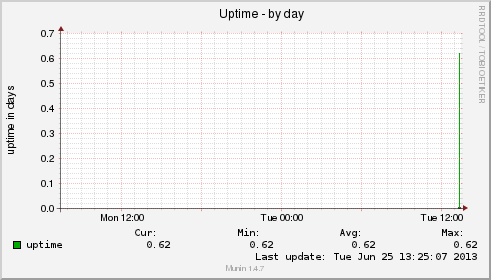 Uptime - by day
RRDTOOL / TOBI OETIKER
uptime in days
0.7
0.6
0.5
0.4
0.3
0.2
0.1
0.0
Mon 12:00 Tue 00:00 Tue 12:00
Cur: Min: Avg: Max:
uptime 0.62 0.62 0.62 0.62
Last update: Tue Jun 25 13:25:07 2013
Munin 1.4.7